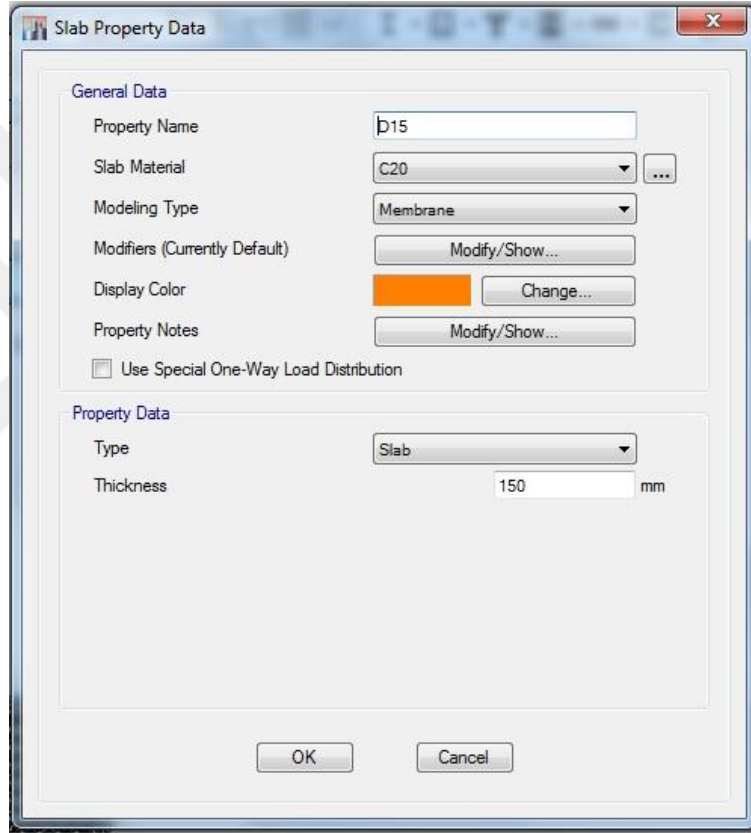 Slab Property Data
General Data
Property Name D15
Slab Material C20 ...
Modeling Type Membrane
Modifiers (Currently Default) Modify/Show...
Display Color Change...
Property Notes Modify/Show...
Use Special One-Way Load Distribution
Property Data
Type Slab
Thickness 150 mm
OK Cancel